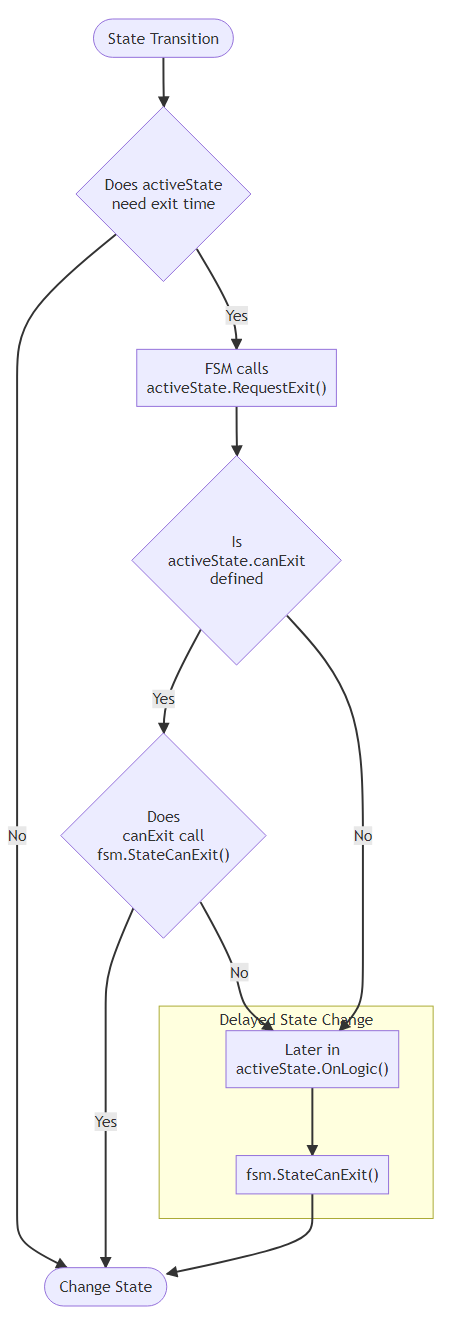 State Transition
Does activeState
need exit time
Yes
FSM calls
activeState.RequestExit()
Is
activeState.canExit
defined
Yes
Does
canExit call
fsm.StateCanExit()
No
No
No
Delayed State Change
Later in
activeState.OnLogic()
Yes
fsm.StateCanExit()
Change State